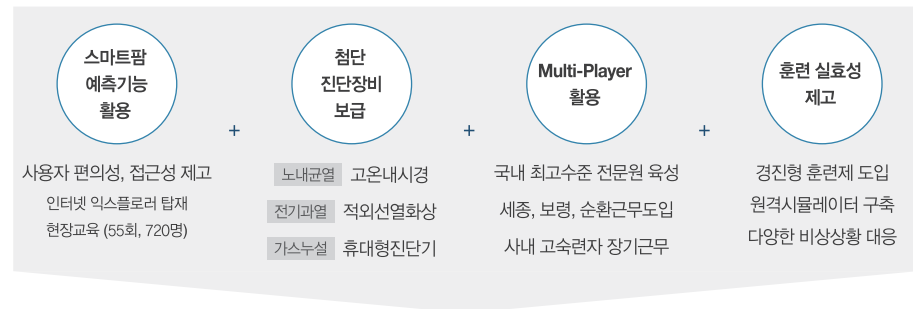 스마트팜
예측기능
활용
+
첨단
진단장비
보급
+
Multi-Player
활용
+
훈련 실효성
제고
사용자 편의성, 접근성 제고
인터넷 익스플로러 탑재
현장교육 (55회, 720명)
노내균열 고온내시경
전기과열 적외선열화상
가스누설 휴대형진단기
국내 최고수준 전문원 육성
세종, 보령, 순환근무도입
사내 고숙련자 장기근무
경진형 훈련제 도입
원격시뮬레이터 구축
다양한 비상상황 대응